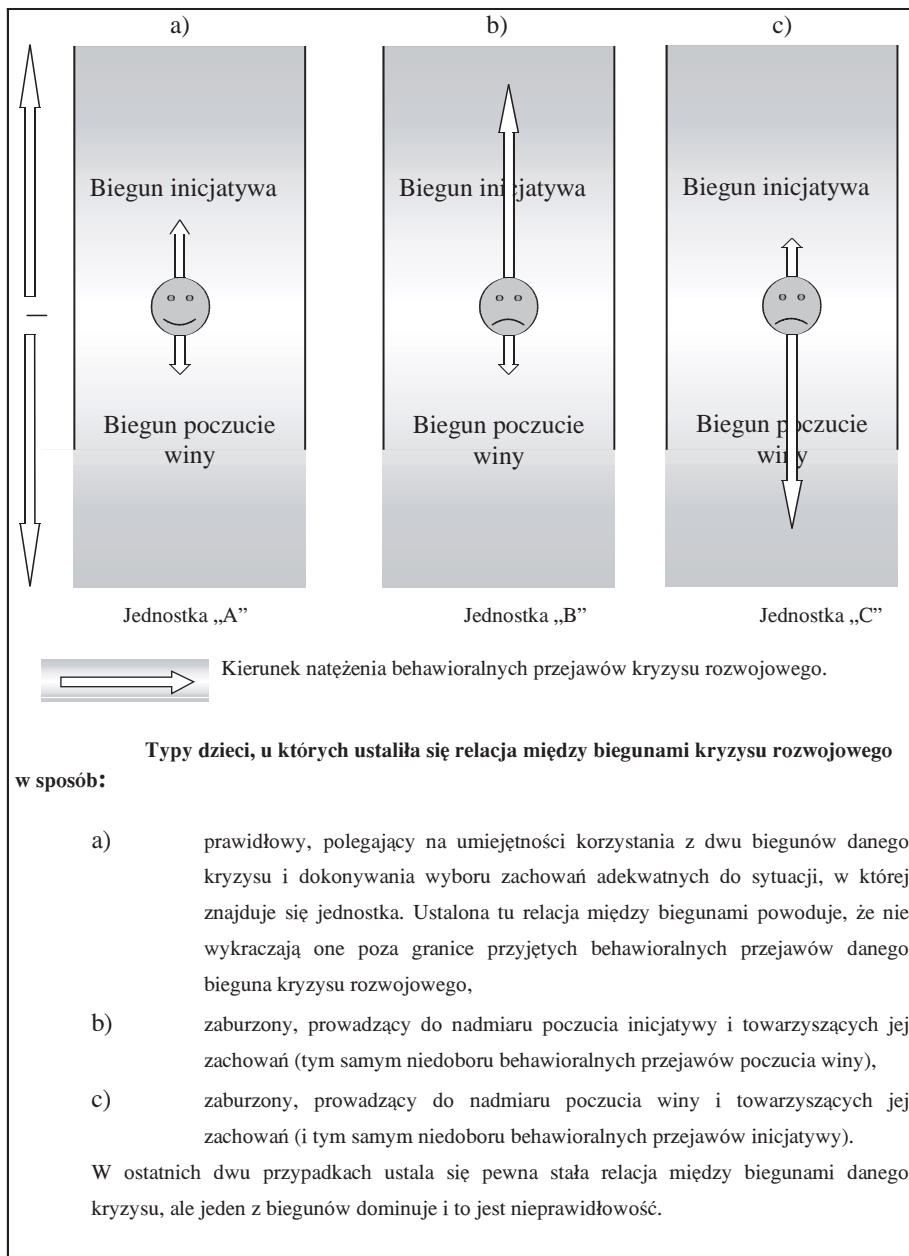 a)
b)
c)
Biegun inicjatywa
Biegun inicjatywa
Biegun inicjatywa
Biegun poczucie
winy
Biegun poczucie
winy
Biegun poczucie
winy
Jednostka „A”
Jednostka „B”
Jednostka „C”
Kierunek natężenia behawioralnych przejawów kryzysu rozwojowego.
Typy dzieci, u których ustaliła się relacja między biegunami kryzysu rozwojowego
w sposób:
a) prawidłowy, polegający na umiejętności korzystania z dwu biegunów danego
kryzysu i dokonywania wyboru zachowań adekwatnych do sytuacji, w której
znajduje się jednostka. Ustalona tu relacja między biegunami powoduje, że nie
wykraczają one poza granice przyjętych behawioralnych przejawów danego
bieguna kryzysu rozwojowego,
b) zaburzony, prowadzący do nadmiaru poczucia inicjatywy i towarzyszących jej
zachowań (tym samym niedoboru behawioralnych przejawów poczucia winy),
c) zaburzony, prowadzący do nadmiaru poczucia winy i towarzyszących jej
zachowań (i tym samym niedoboru behawioralnych przejawów inicjatywy).
W ostatnich dwu przypadkach ustala się pewna stała relacja między biegunami danego
kryzysu, ale jeden z biegunów dominuje i to jest nieprawidłowość.